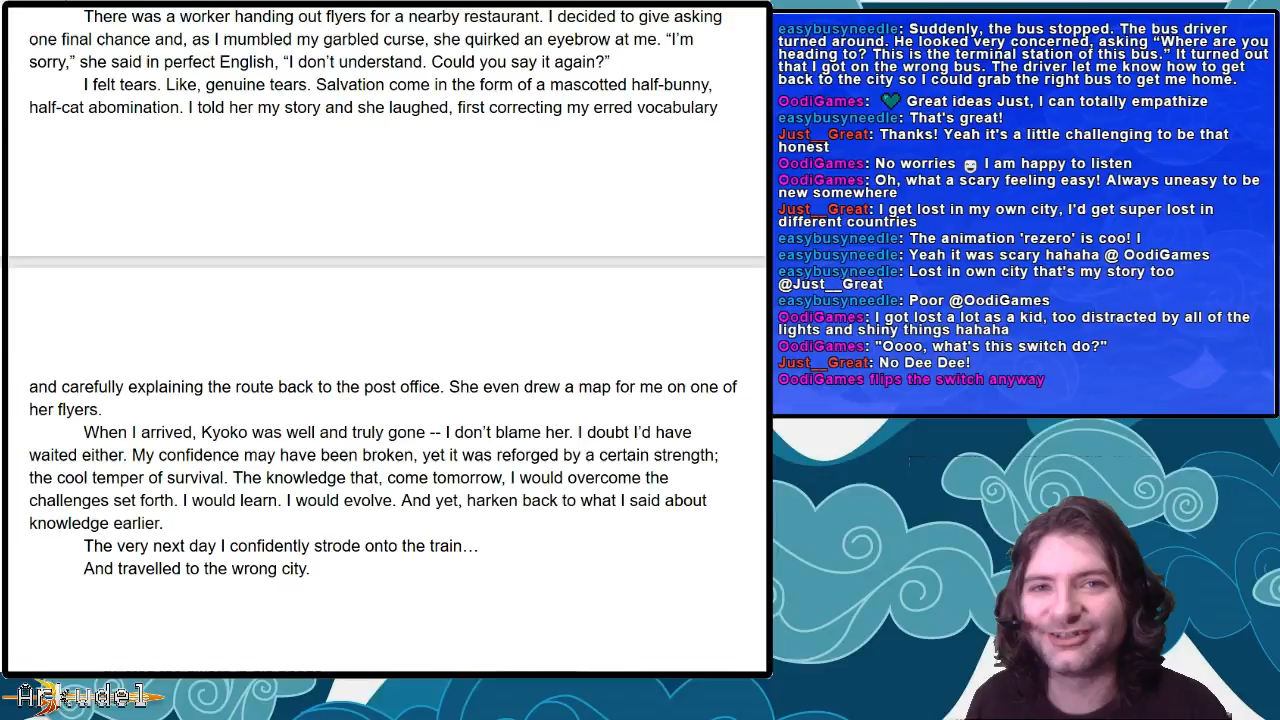 There was a worker handing out flyers for a nearby restaurant. I decided to give asking
one final chance and, as I mumbled my garbled curse, she quirked an eyebrow at me. “I’m
sorry,” she said in perfect English, “I don’t understand. Could you say it again?”
I felt tears. Like, genuine tears. Salvation come in the form of a mascotted half-bunny,
half-cat abomination. I told her my story and she laughed, first correcting my erred vocabulary
and carefully explaining the route back to the post office. She even drew a map for me on one of
her flyers.
When I arrived, Kyoko was well and truly gone -- I don’t blame her. I doubt I’d have
waited either. My confidence may have been broken, yet it was reforged by a certain strength;
the cool temper of survival. The knowledge that, come tomorrow, I would overcome the
challenges set forth. I would learn. I would evolve. And yet, harken back to what I said about
knowledge earlier.
The very next day I confidently strode onto the train…
And travelled to the wrong city.
easybusyneedle: Suddenly, the bus stopped. The bus driver
turned around. He looked very concerned, asking “Where are you
heading to? This is the terminal station of this bus.” It turned out
that I got on the wrong bus. The driver let me know how to get
back to the city so I could grab the right bus to get me home.
OodiGames: Great ideas Just, I can totally empathize
easybusyneedle: That's great!
Just__Great: Thanks! Yeah it's a little challenging to be that
honest
OodiGames: No worries I am happy to listen
OodiGames: Oh, what a scary feeling easy! Always uneasy to be
new somewhere
Just__Great: I get lost in my own city, I'd get super lost in
different countries
easybusyneedle: The animation 'rezero' is coo! I
easybusyneedle: Yeah it was scary hahaha @ OodiGames
easybusyneedle: Lost in own city that's my story too
@Just__Great
easybusyneedle: Poor @OodiGames
OodiGames: I got lost a lot as a kid, too distracted by all of the
lights and shiny things hahaha
OodiGames: "Oooo, what's this switch do?"
Just__Great: No Dee Dee!
OodiGames flips the switch anyway
Arkudel